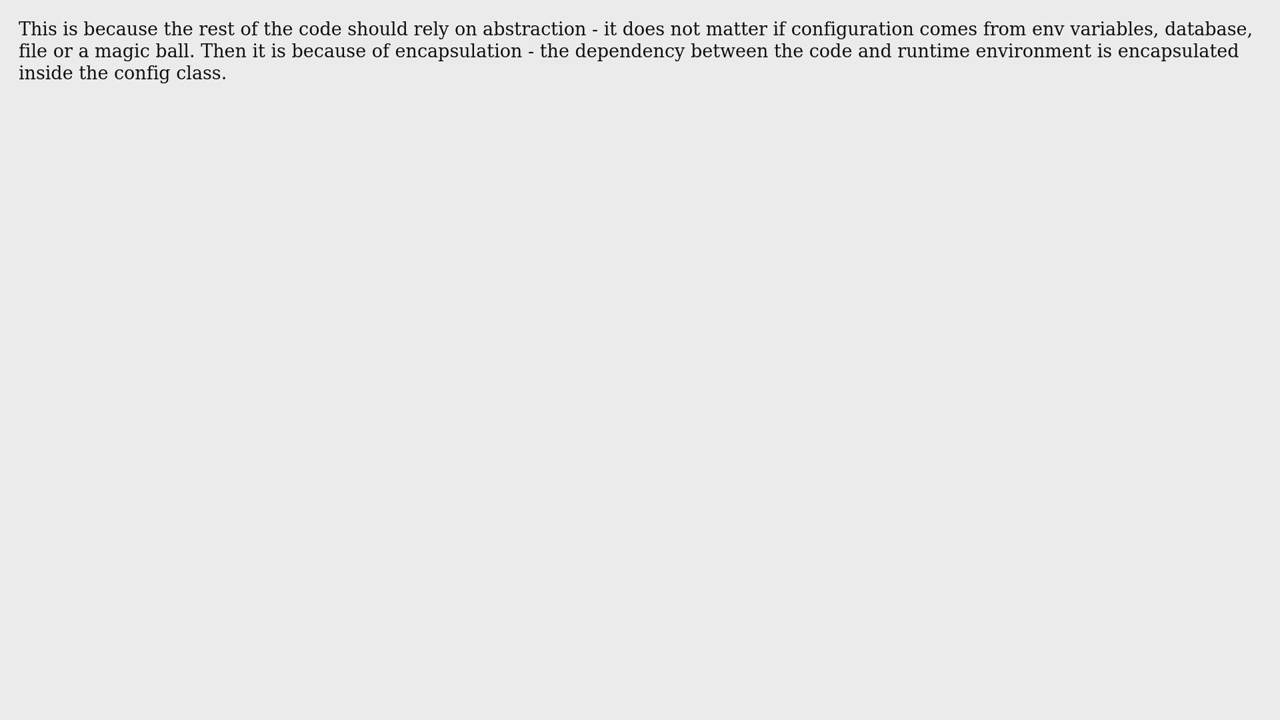 This is because the rest of the code should rely on abstraction - it does not matter if configuration comes from env variables, database,
file or a magic ball. Then it is because of encapsulation - the dependency between the code and runtime environment is encapsulated
inside the config class.